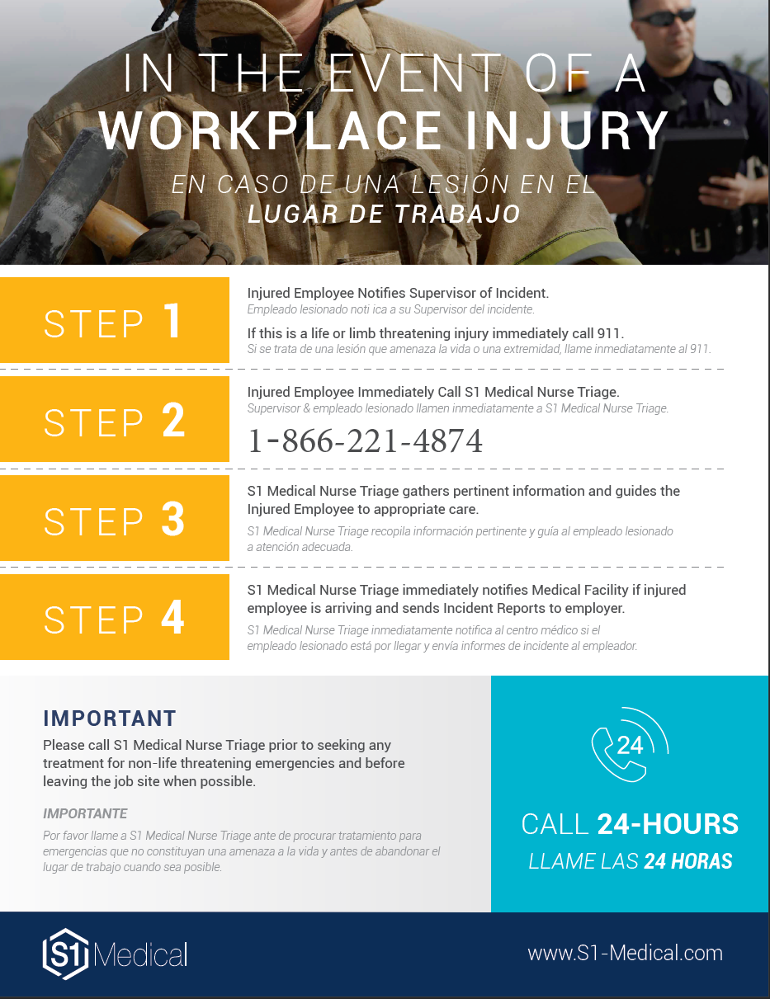 IN THE EVENT OF A
WORKPLACE INJURY
EN CASO DE UNA LESIÓN EN EL
LUGAR DE TRABAJO
STEP 1
Injured Employee Notifies Supervisor of Incident.
Empleado lesionado noti ica a su Supervisor del incidente.
If this is a life or limb threatening injury immediately call 911.
Si se trata de una lesión que amenaza la vida o una extremidad, llame inmediatamente al 911.
STEP 2
Injured Employee Immediately Call S1 Medical Nurse Triage.
Supervisor & empleado lesionado llamen inmediatamente a S1 Medical Nurse Triage.
1-866-221-4874
STEP 3
S1 Medical Nurse Triage gathers pertinent information and guides the
Injured Employee to appropriate care.
S1 Medical Nurse Triage recopila información pertinente y guía al empleado lesionado
a atención adecuada.
STEP 4
S1 Medical Nurse Triage immediately notifies Medical Facility if injured
employee is arriving and sends Incident Reports to employer.
S1 Medical Nurse Triage inmediatamente notifica al centro médico si el
empleado lesionado está por llegar y envía informes de incidente al empleador.
IMPORTANT
Please call S1 Medical Nurse Triage prior to seeking any
treatment for non-life threatening emergencies and before
leaving the job site when possible.
IMPORTANTE
Por favor llame a S1 Medical Nurse Triage ante de procurar tratamiento para
emergencias que no constituyan una amenaza a la vida y antes de abandonar el
lugar de trabajo cuando sea posible.
24
CALL 24-HOURS
LLAME LAS 24 HORAS
S1 Medical
www.S1-Medical.com